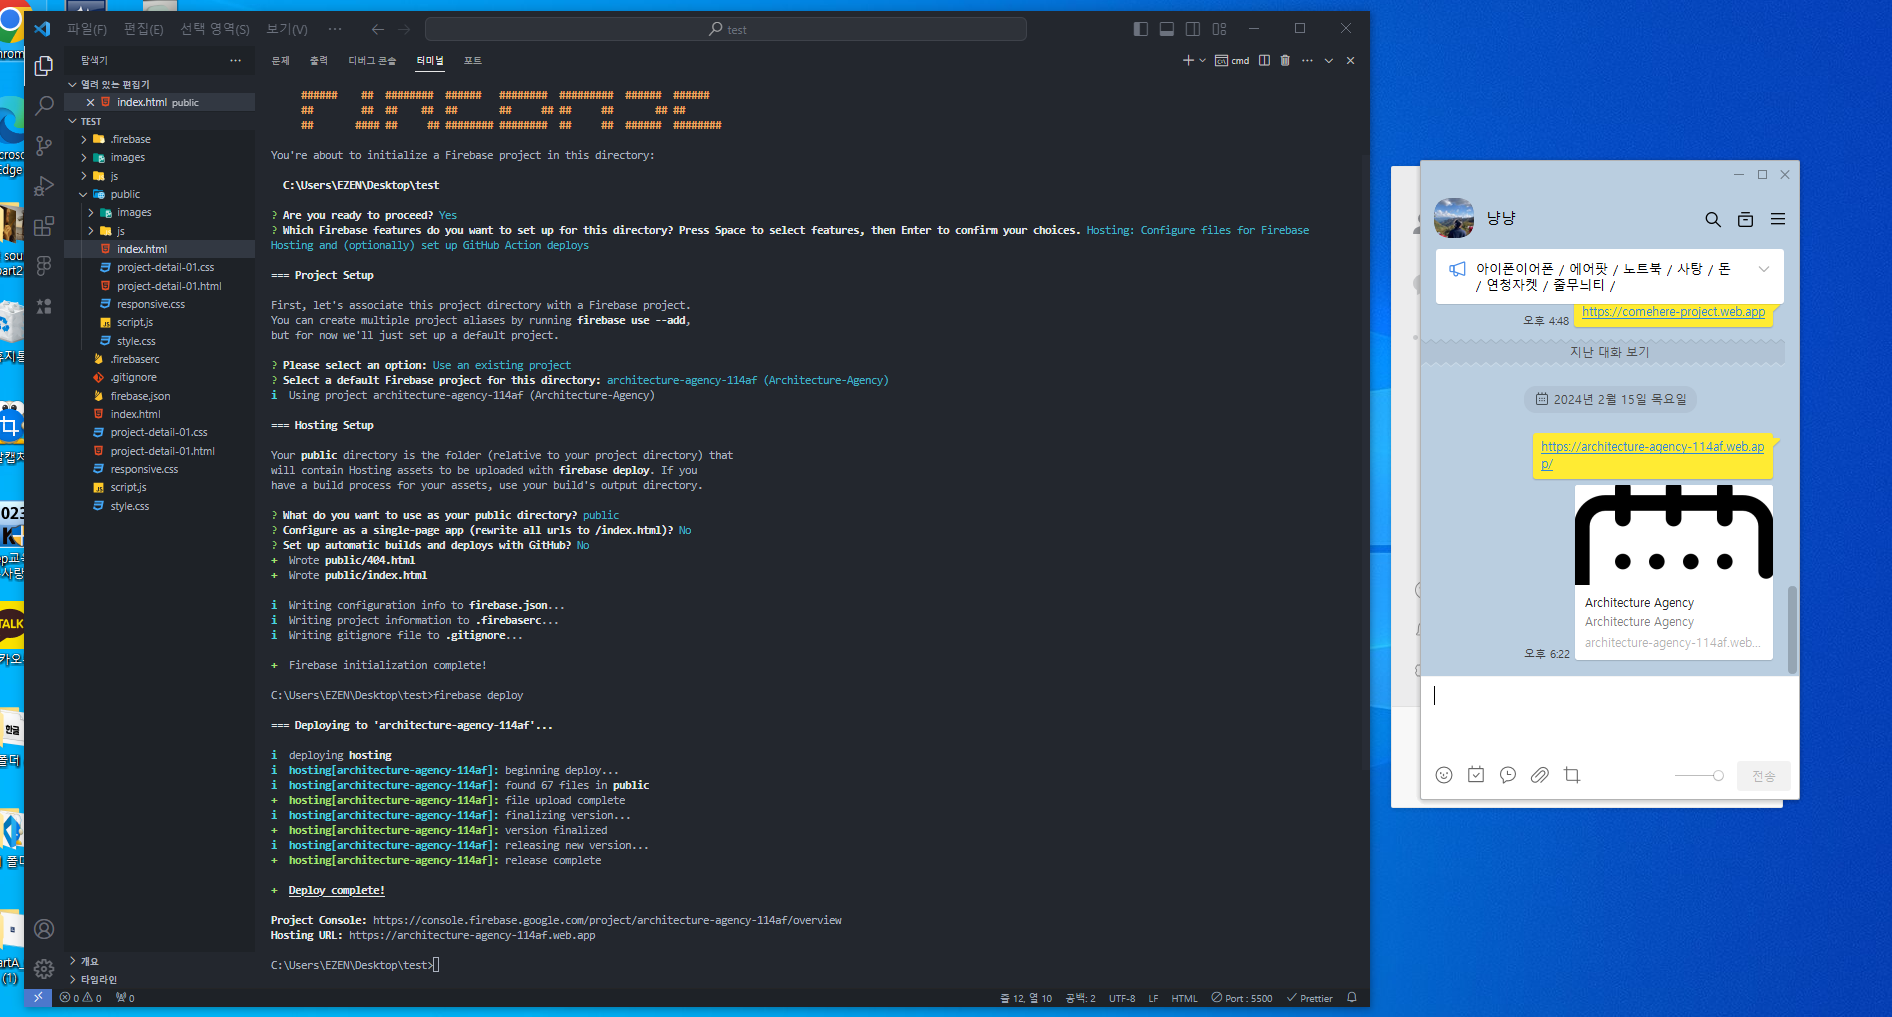 파일(F) 편집(E) 선택 영역(S) 보기(V) ···
test
탐색기
열려 있는 편집기
index.html public
TEST
.firebase
images
js
public
images
js
index.html
project-detail-01.css
project-detail-01.html
responsive.css
script.js
style.css
.firebaserc
.gitignore
firebase.json
index.html
project-detail-01.css
project-detail-01.html
responsive.css
script.js
style.css
개요
타임라인
문제 출력 디버그 콘솔 터미널 포트
cmd
###### ## ######## ###### ######## ######### ###### ######
## ## ## ## ## ## ## ## ## ## ##
## #### ## ## ######## ######## ## ## ###### ########
You're about to initialize a Firebase project in this directory:
C:\Users\EZEN\Desktop\test
? Are you ready to proceed? Yes
? Which Firebase features do you want to set up for this directory? Press Space to select features, then Enter to confirm your choices. Hosting: Configure files for Firebase
Hosting and (optionally) set up GitHub Action deploys
=== Project Setup
First, let's associate this project directory with a Firebase project.
You can create multiple project aliases by running firebase use --add,
but for now we'll just set up a default project.
? Please select an option: Use an existing project
? Select a default Firebase project for this directory: architecture-agency-114af (Architecture-Agency)
i Using project architecture-agency-114af (Architecture-Agency)
=== Hosting Setup
Your public directory is the folder (relative to your project directory) that
will contain Hosting assets to be uploaded with firebase deploy. If you
have a build process for your assets, use your build's output directory.
? What do you want to use as your public directory? public
? Configure as a single-page app (rewrite all urls to /index.html)? No
? Set up automatic builds and deploys with GitHub? No
+ Wrote public/404.html
+ Wrote public/index.html
i Writing configuration info to firebase.json...
i Writing project information to .firebaserc...
i Writing gitignore file to .gitignore...
+ Firebase initialization complete!
C:\Users\EZEN\Desktop\test>firebase deploy
=== Deploying to 'architecture-agency-114af'...
i deploying hosting
i hosting[architecture-agency-114af]: beginning deploy...
i hosting[architecture-agency-114af]: found 67 files in public
+ hosting[architecture-agency-114af]: file upload complete
i hosting[architecture-agency-114af]: finalizing version...
+ hosting[architecture-agency-114af]: version finalized
i hosting[architecture-agency-114af]: releasing new version...
+ hosting[architecture-agency-114af]: release complete
+ Deploy complete!
Project Console: https://console.firebase.google.com/project/architecture-agency-114af/overview
Hosting URL: https://architecture-agency-114af.web.app
C:\Users\EZEN\Desktop\test>
0 0 0
줄 12, 열 10 공백: 2 UTF-8 LF HTML Port : 5500 Prettier
냥냥
아이폰이어폰 / 에어팟 / 노트북 / 사탕 / 돈
/ 연청자켓 / 줄무늬티 /
https://comehere-project.web.app
오후 4:48
지난 대화 보기
2024년 2월 15일 목요일
https://architecture-agency-114af.web.ap
p/
Architecture Agency
Architecture Agency
architecture-agency-114af.web...
오후 6:22
전송